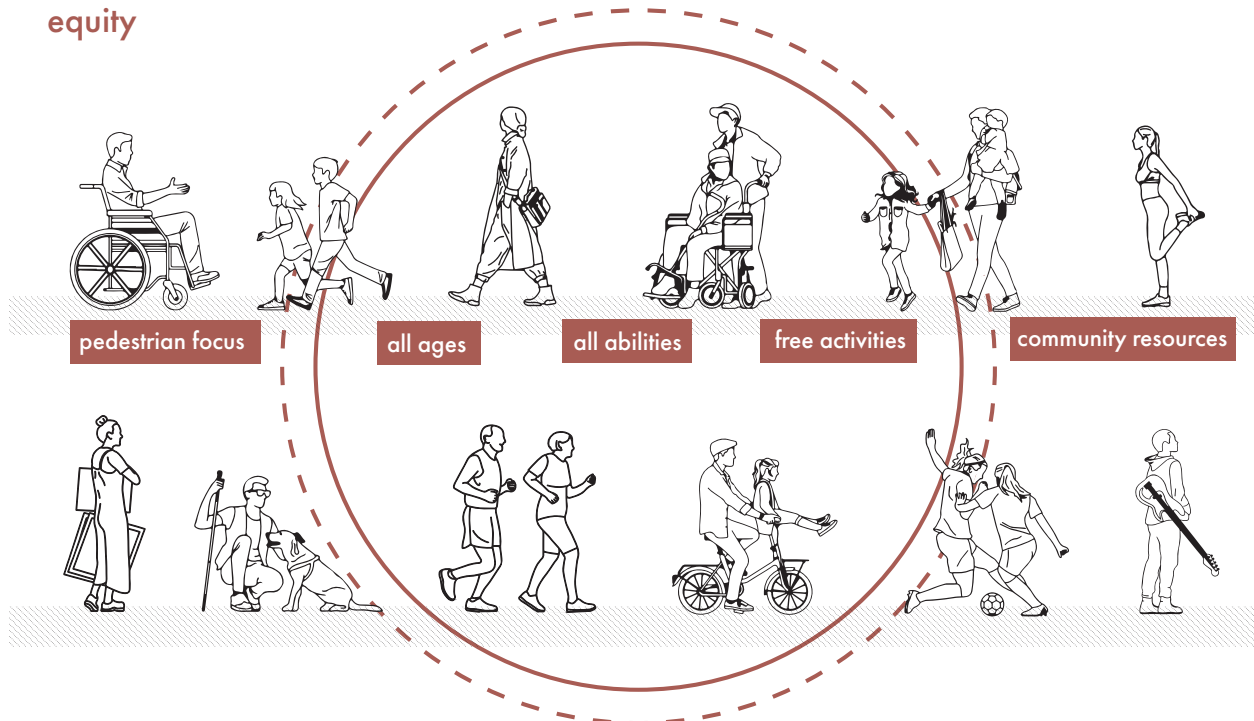 equity
pedestrian focus
all ages
all abilities
free activities
community resources